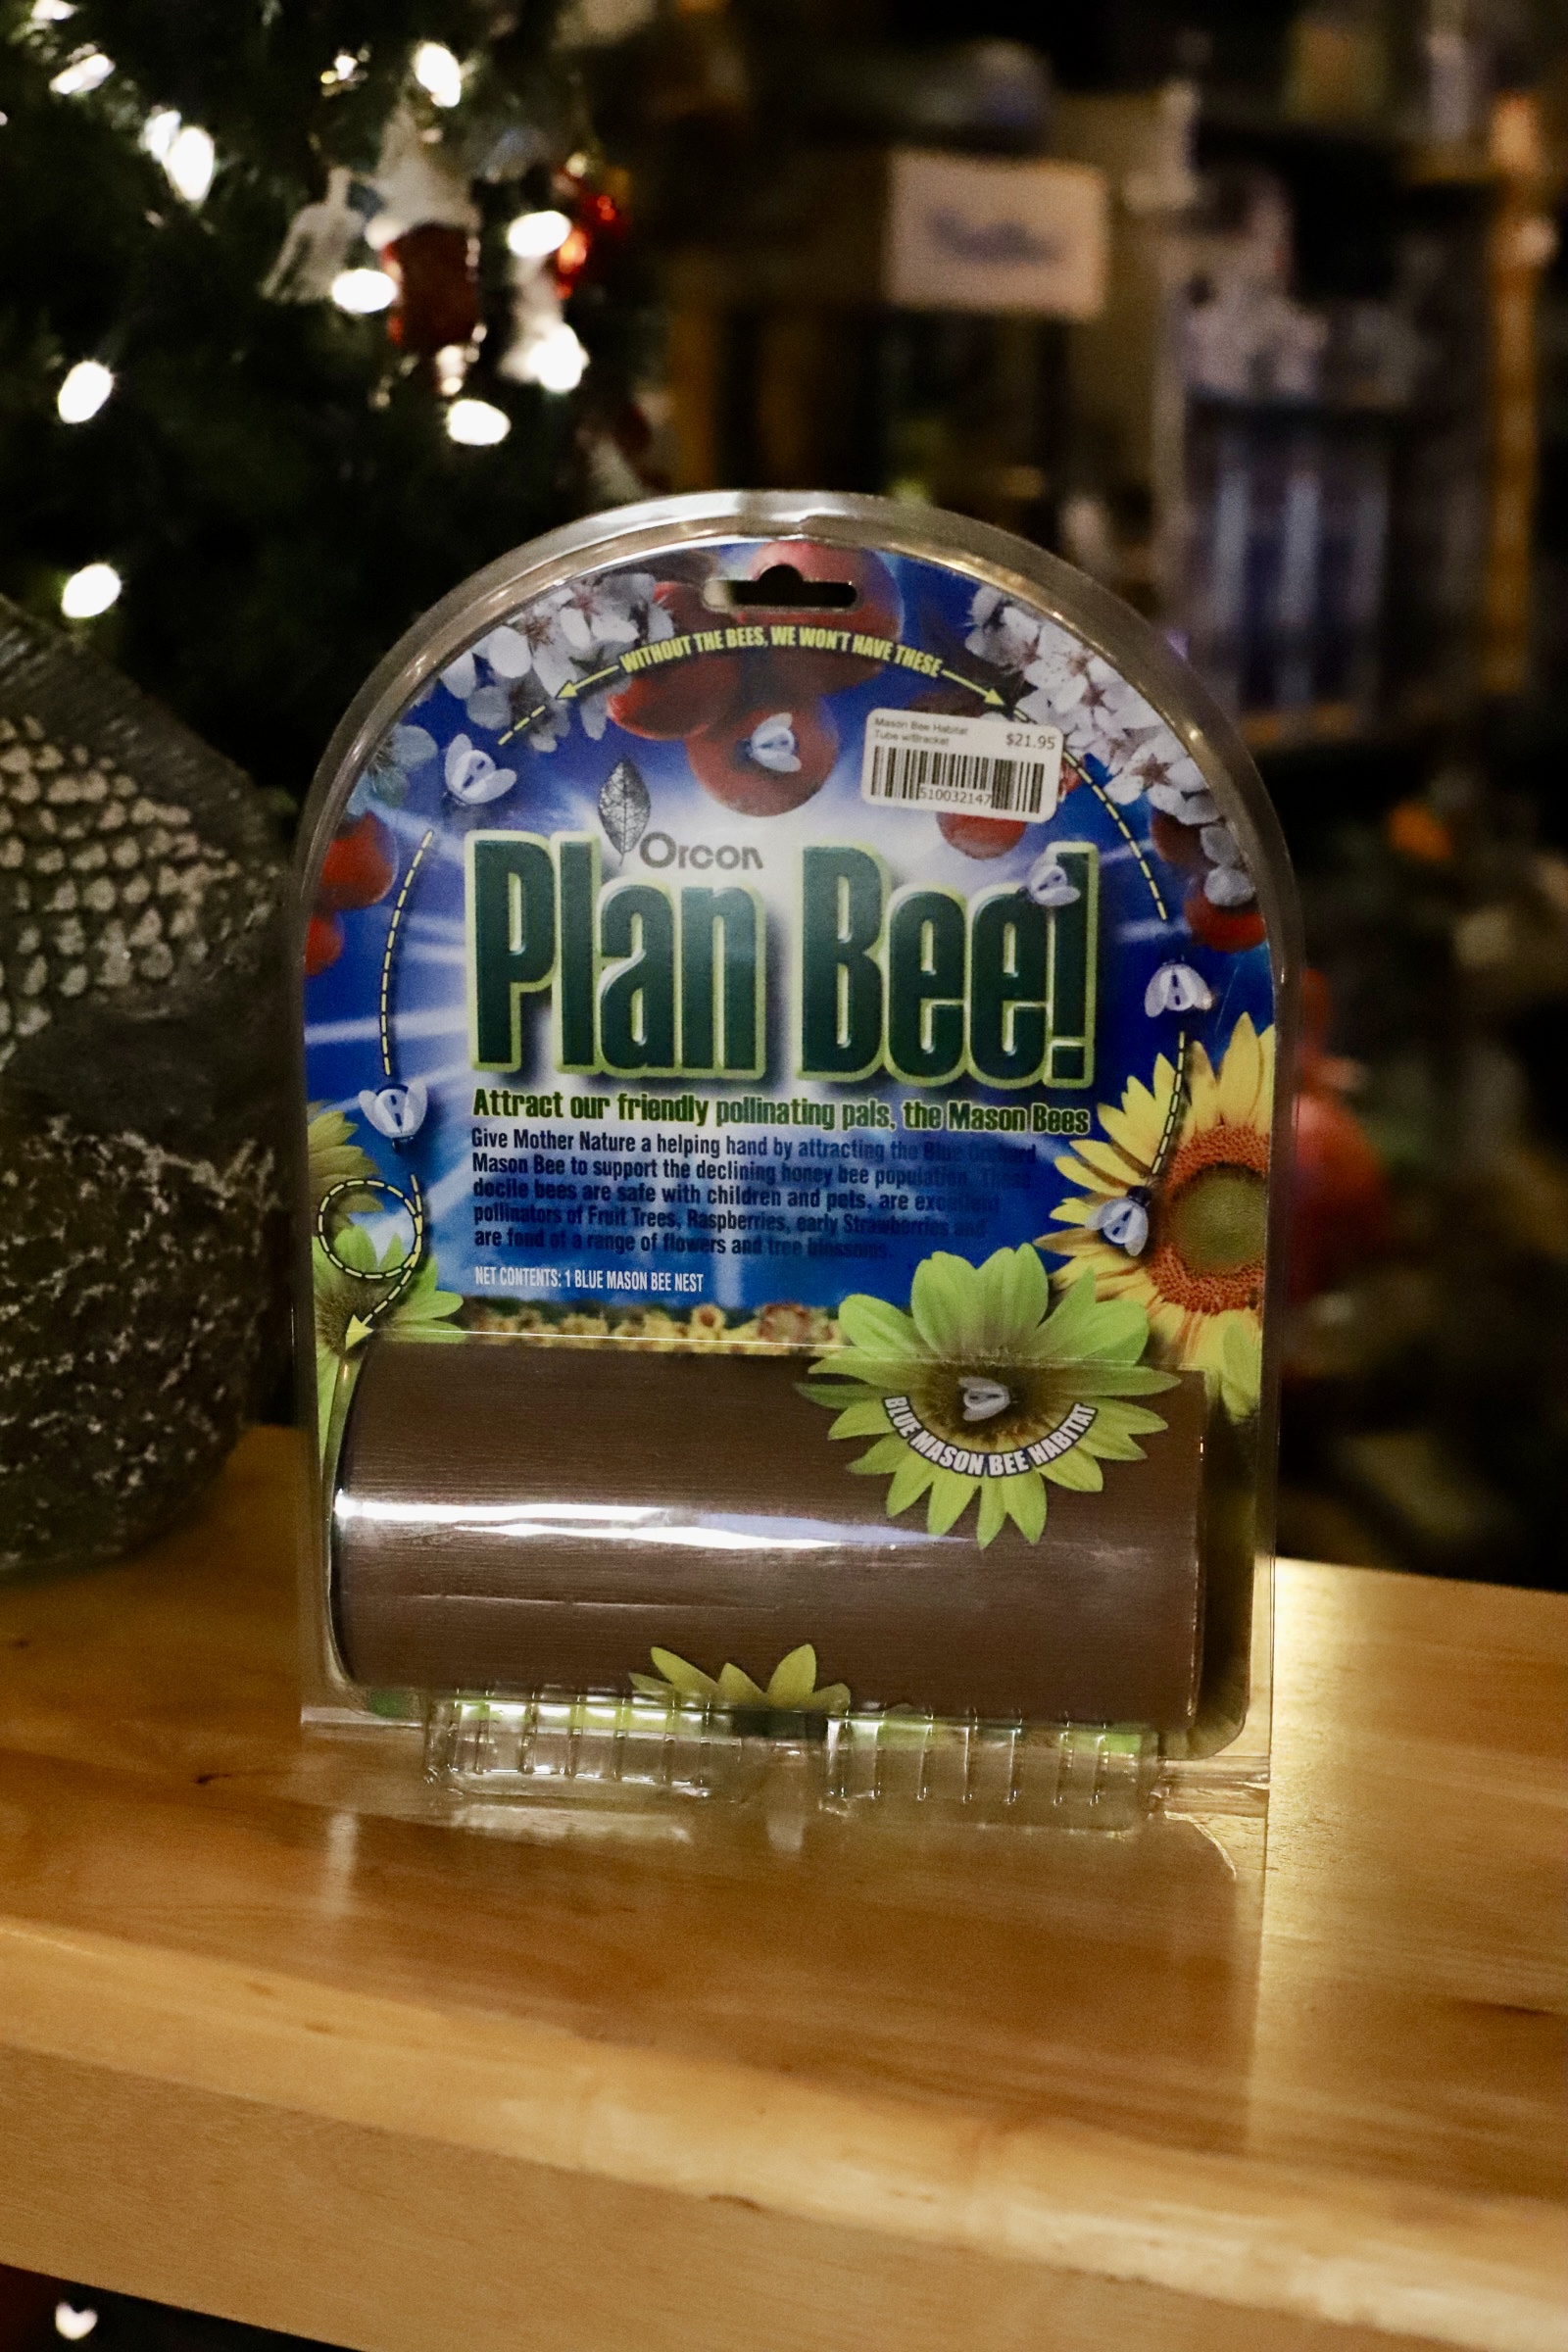 WITHOUT THE BEES, WE WON'T HAVE THESE
Mason Bee Habitat
Tube w/Bracket
$21.95
510032147
Orcon
Plan Bee!
Attract our friendly pollinating pals, the Mason Bees
Give Mother Nature a helping hand by attracting the Blue Orchard
Mason Bee to support the declining honey bee population. These
docile bees are safe with children and pets, are excellent
pollinators of Fruit Trees, Raspberries, early Strawberries and
are fond of a range of flowers and tree blossoms.
NET CONTENTS: 1 BLUE MASON BEE NEST
BLUE MASON BEE HABITAT